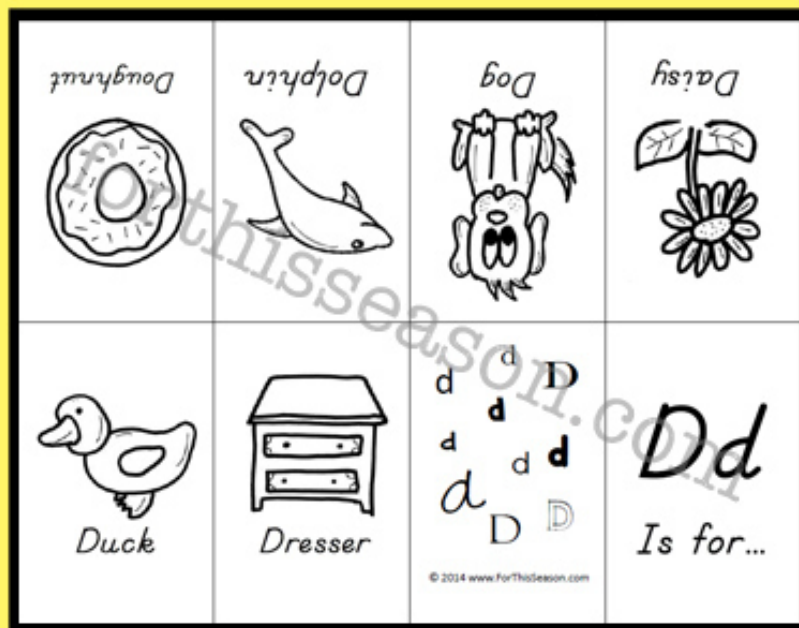 Doughnut
Dolphin
Dog
Daisy
forthisseason.com
Duck
Dresser
d
d D
d
d
d d
d
D D
© 2014 www.ForThisSeason.com
Dd
Is for...